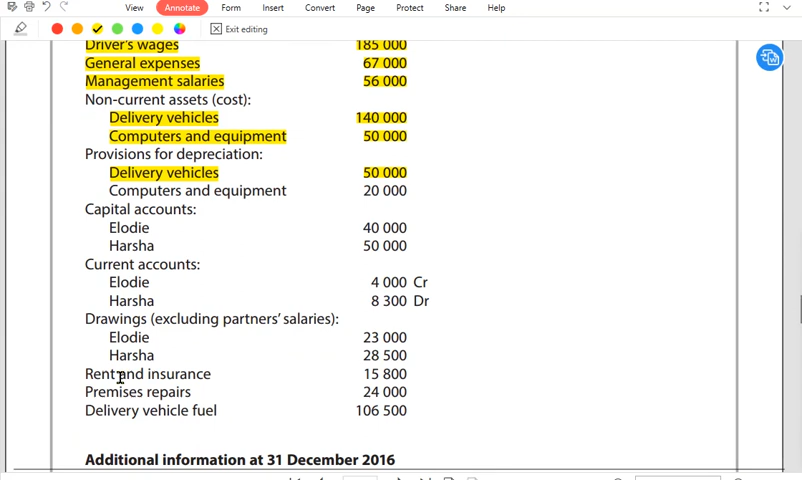 View Annotate Form Insert Convert Page Protect Share Help
Exit editing
Driver's wages 185 000
General expenses 67 000
Management salaries 56 000
Non-current assets (cost):
Delivery vehicles 140 000
Computers and equipment 50 000
Provisions for depreciation:
Delivery vehicles 50 000
Computers and equipment 20 000
Capital accounts:
Elodie 40 000
Harsha 50 000
Current accounts:
Elodie 4 000 Cr
Harsha 8 300 Dr
Drawings (excluding partners' salaries):
Elodie 23 000
Harsha 28 500
Rent and insurance 15 800
Premises repairs 24 000
Delivery vehicle fuel 106 500
Additional information at 31 December 2016